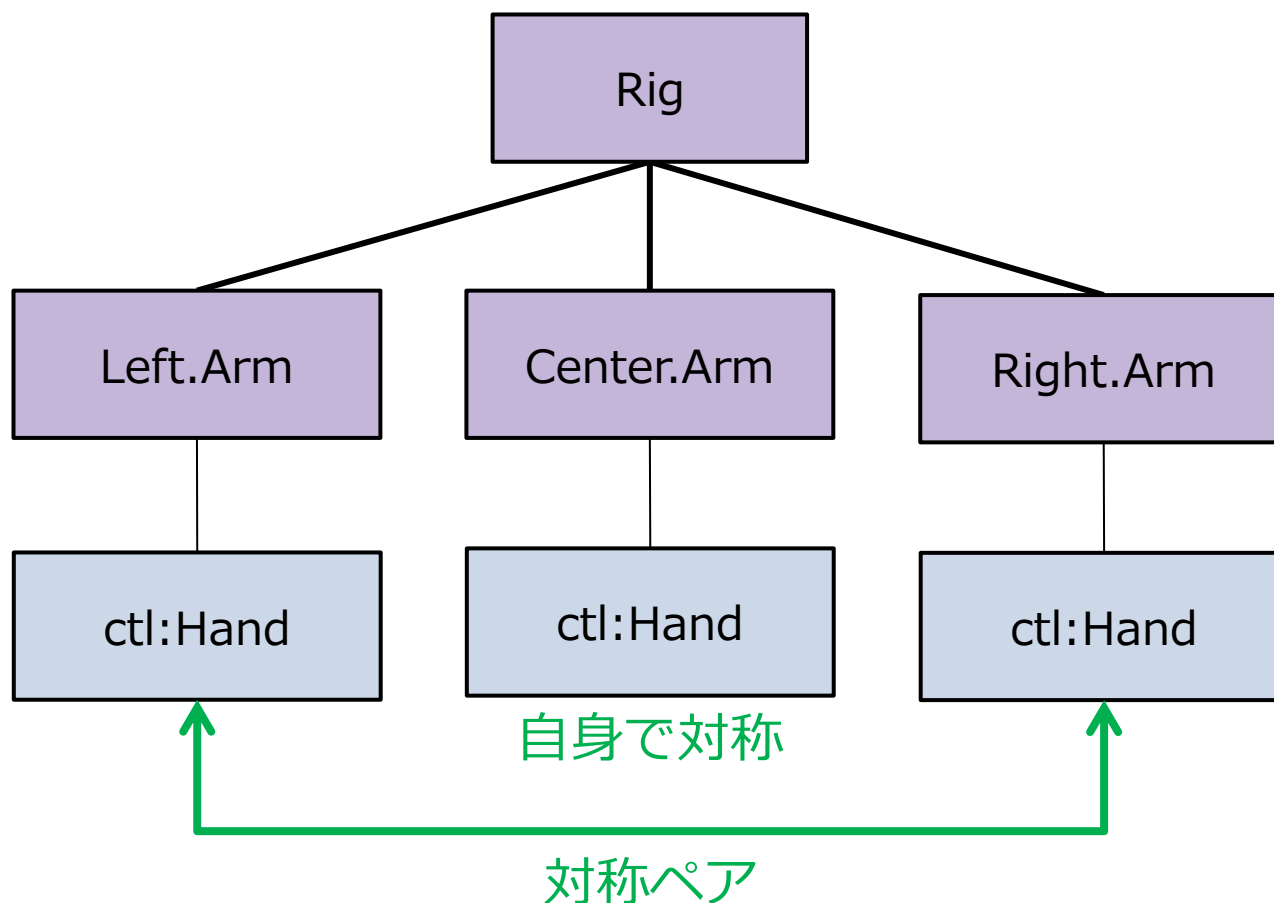 Rig
Left.Arm
Center.Arm
Right.Arm
ctl:Hand
ctl:Hand
ctl:Hand
自身で対称
対称ペア